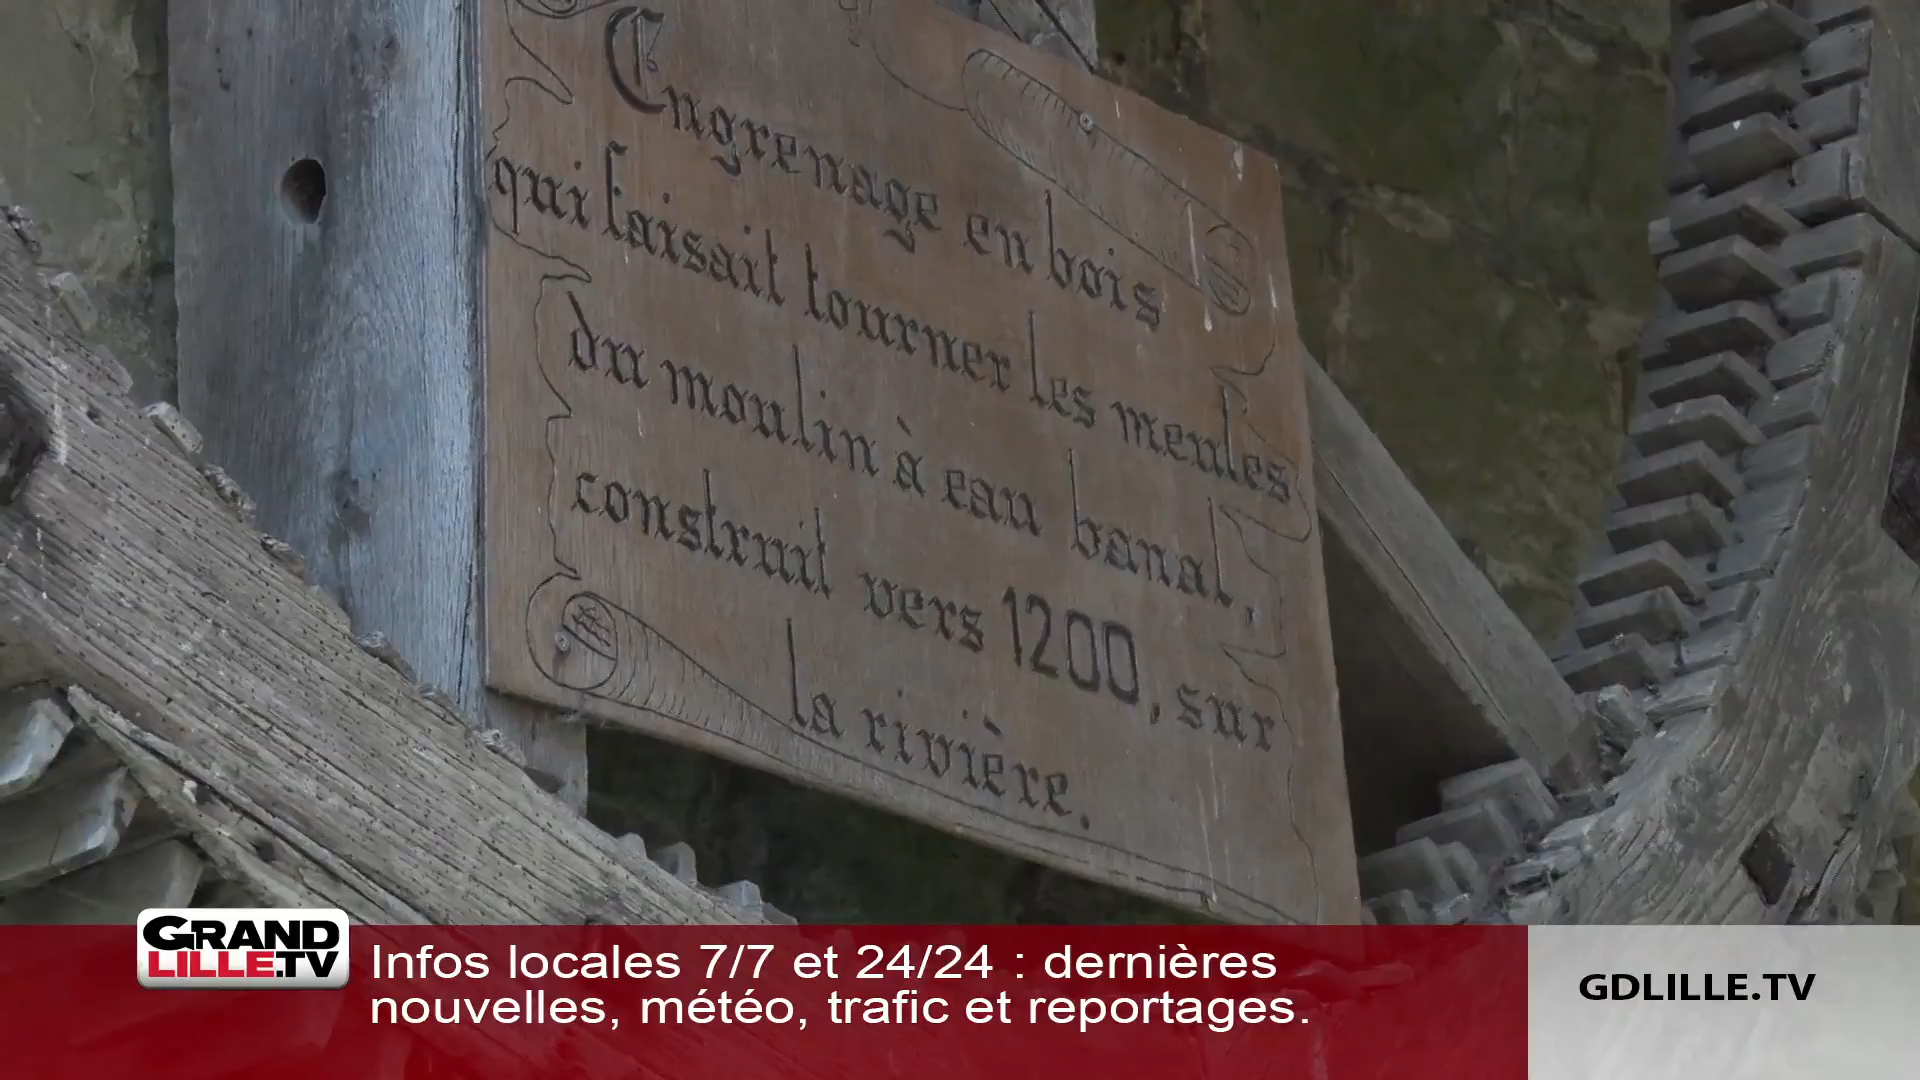 Engrenage en bois
qui faisait tourner les meules
du moulin à eau banal,
construit vers 1200, sur
la rivière.
GRAND
LILLE.TV
Infos locales 7/7 et 24/24 : dernières
nouvelles, météo, trafic et reportages.
GDLILLE.TV